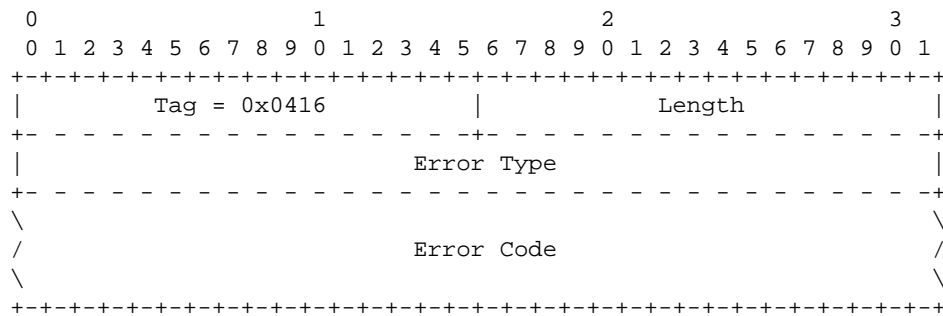 0                   1                   2                   3
 0 1 2 3 4 5 6 7 8 9 0 1 2 3 4 5 6 7 8 9 0 1 2 3 4 5 6 7 8 9 0 1
+-+-+-+-+-+-+-+-+-+-+-+-+-+-+-+-+-+-+-+-+-+-+-+-+-+-+-+-+-+-+-+-+
|         Tag = 0x0416          |            Length             |
+- - - - - - - - - - - - - - - -+- - - - - - - - - - - - - - - -+
|                           Error Type                          |
+- - - - - - - - - - - - - - - - - - - - - - - - - - - - - - - -+
\                                                               \
/                           Error Code                          /
\                                                               \
+-+-+-+-+-+-+-+-+-+-+-+-+-+-+-+-+-+-+-+-+-+-+-+-+-+-+-+-+-+-+-+-+